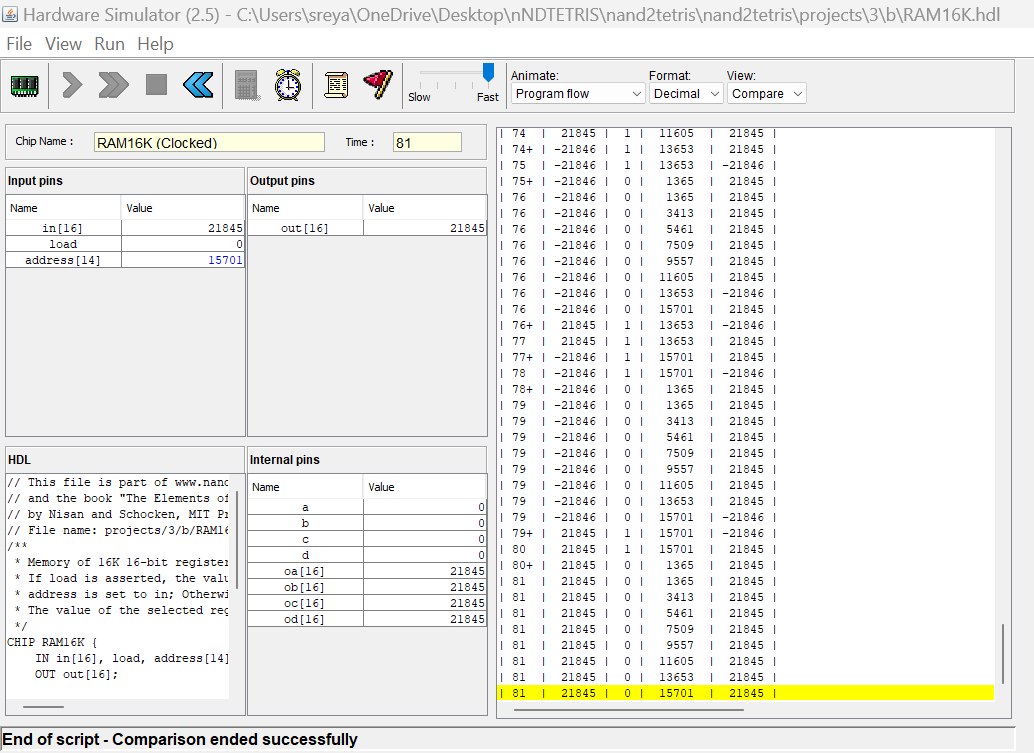 Hardware Simulator (2.5) - C:\Users\sreya\OneDrive\Desktop\nNDTETRIS\nand2tetris\nand2tetris\projects\3\b\RAM16K.hdl
File View Run Help
Slow Fast
Animate: Format: View:
Program flow Decimal Compare
Chip Name : RAM16K (Clocked) Time : 81
Input pins
Name Value
in[16] 21845
load 0
address[14] 15701
Output pins
Name Value
out[16] 21845
HDL
// This file is part of www.nand
// and the book "The Elements of
// by Nisan and Schocken, MIT Pr
// File name: projects/3/b/RAM16
/**
* Memory of 16K 16-bit register
* If load is asserted, the valu
* address is set to in; Otherwi
* The value of the selected reg
*/
CHIP RAM16K {
IN in[16], load, address[14]
OUT out[16];
Internal pins
Name Value
a 0
b 0
c 0
d 0
oa[16] 21845
ob[16] 21845
oc[16] 21845
od[16] 21845
| 74 | 21845 | 1 | 11605 | 21845 |
| 74+ | -21846 | 1 | 13653 | 21845 |
| 75 | -21846 | 1 | 13653 | -21846 |
| 75+ | -21846 | 0 | 1365 | 21845 |
| 76 | -21846 | 0 | 1365 | 21845 |
| 76 | -21846 | 0 | 3413 | 21845 |
| 76 | -21846 | 0 | 5461 | 21845 |
| 76 | -21846 | 0 | 7509 | 21845 |
| 76 | -21846 | 0 | 9557 | 21845 |
| 76 | -21846 | 0 | 11605 | 21845 |
| 76 | -21846 | 0 | 13653 | -21846 |
| 76 | -21846 | 0 | 15701 | 21845 |
| 76+ | 21845 | 1 | 13653 | -21846 |
| 77 | 21845 | 1 | 13653 | 21845 |
| 77+ | -21846 | 1 | 15701 | 21845 |
| 78 | -21846 | 1 | 15701 | -21846 |
| 78+ | -21846 | 0 | 1365 | 21845 |
| 79 | -21846 | 0 | 1365 | 21845 |
| 79 | -21846 | 0 | 3413 | 21845 |
| 79 | -21846 | 0 | 5461 | 21845 |
| 79 | -21846 | 0 | 7509 | 21845 |
| 79 | -21846 | 0 | 9557 | 21845 |
| 79 | -21846 | 0 | 11605 | 21845 |
| 79 | -21846 | 0 | 13653 | 21845 |
| 79 | -21846 | 0 | 15701 | -21846 |
| 79+ | 21845 | 1 | 15701 | -21846 |
| 80 | 21845 | 1 | 15701 | 21845 |
| 80+ | 21845 | 0 | 1365 | 21845 |
| 81 | 21845 | 0 | 1365 | 21845 |
| 81 | 21845 | 0 | 3413 | 21845 |
| 81 | 21845 | 0 | 5461 | 21845 |
| 81 | 21845 | 0 | 7509 | 21845 |
| 81 | 21845 | 0 | 9557 | 21845 |
| 81 | 21845 | 0 | 11605 | 21845 |
| 81 | 21845 | 0 | 13653 | 21845 |
| 81 | 21845 | 0 | 15701 | 21845 |
End of script - Comparison ended successfully